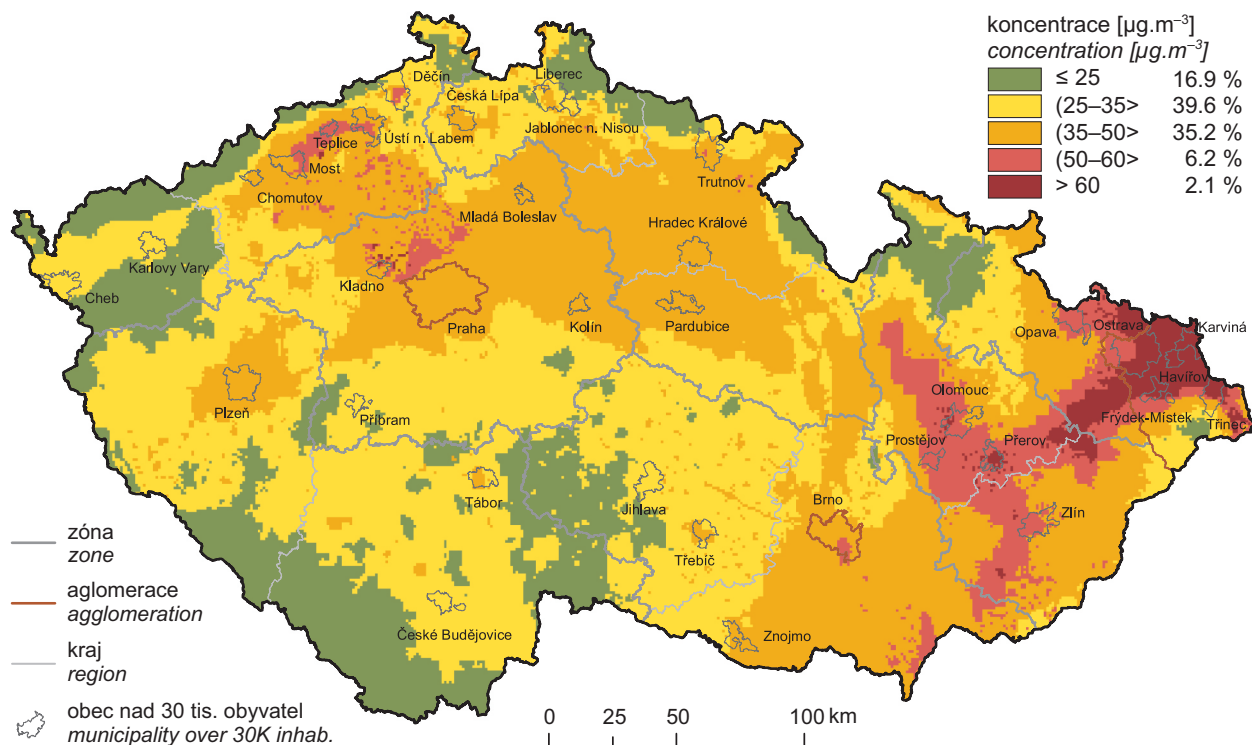 koncentrace [µg.m⁻³]
concentration [µg.m⁻³]
≤ 25 16.9 %
(25–35> 39.6 %
(35–50> 35.2 %
(50–60> 6.2 %
> 60 2.1 %
Děčín
Liberec
Česká Lípa
Jablonec n. Nisou
Teplice
Ústí n. Labem
Most
Chomutov
Trutnov
Mladá Boleslav
Hradec Králové
Karlovy Vary
Cheb
Kladno
Praha
Kolín
Pardubice
Opava
Ostrava
Karviná
Havířov
Olomouc
Plzeň
Příbram
Frýdek-Místek
Třinec
Prostějov
Přerov
Tábor
Jihlava
Brno
Zlín
Třebíč
České Budějovice
Znojmo
zóna
zone
aglomerace
agglomeration
kraj
region
obec nad 30 tis. obyvatel
municipality over 30K inhab.
0 25 50 100 km